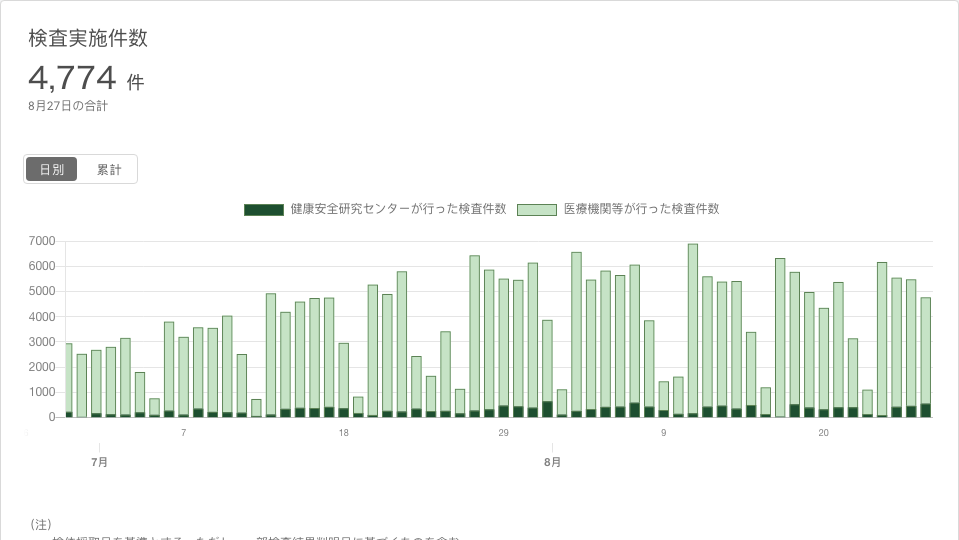 検査実施件数
4,774 件
8月27日の合計
日別 累計
健康安全研究センターが行った検査件数 医療機関等が行った検査件数
7000
6000
5000
4000
3000
2000
1000
0
7 18 29 9 20
7月 8月
（注）